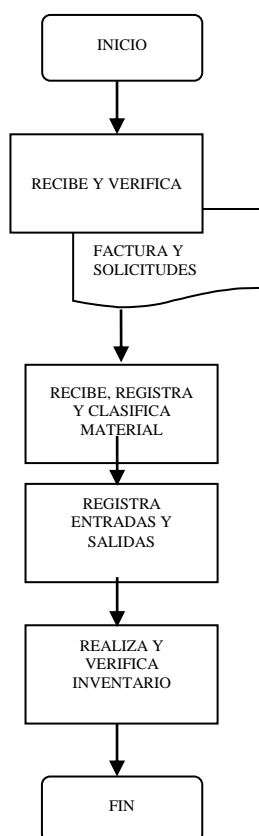 INICIO
RECIBE Y VERIFICA
FACTURA Y
SOLICITUDES
RECIBE, REGISTRA
Y CLASIFICA
MATERIAL
REGISTRA
ENTRADAS Y
SALIDAS
REALIZA Y
VERIFICA
INVENTARIO
FIN